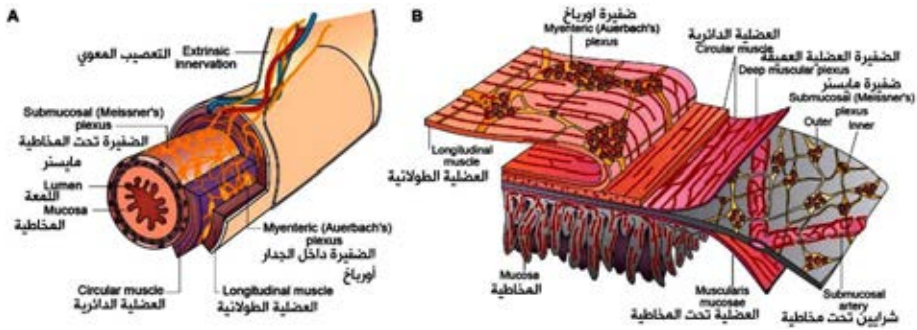 A
التعصيب المعوي
Extrinsic
innervation
Submucosal (Meissner's)
plexus
الضفيرة تحت المخاطية
مايسنر
Lumen
اللمعة
Mucosa
المخاطية
Myenteric (Auerbach's)
plexus
الضفيرة داخل الجدار
أورباخ
Circular muscle
العضلية الدائرية
Longitudinal muscle
العضلية الطولانية
B
ضفيرة اورباخ
Myenteric (Auerbach's)
plexus
العضلية الدائرية
Circular muscle
الضفيرة العضلية العميقة
Deep muscular plexus
ضفيرة مايسنر
Submucosal (Meissner's)
plexus
Outer
Inner
Longitudinal
muscle
العضلية الطولانية
Mucosa
المخاطية
Muscularis
mucosae
العضلية تحت المخاطية
Submucosal
artery
شرايين تحت مخاطية